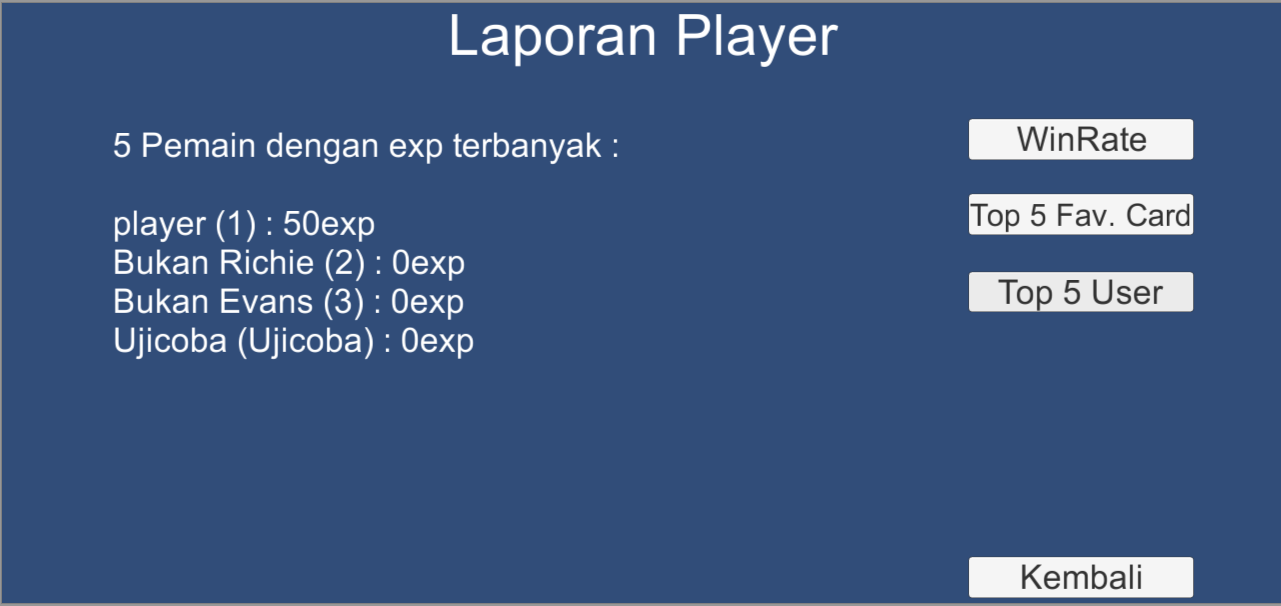 Laporan Player
5 Pemain dengan exp terbanyak :
player (1) : 50exp
Bukan Richie (2) : 0exp
Bukan Evans (3) : 0exp
Ujicoba (Ujicoba) : 0exp
WinRate
Top 5 Fav. Card
Top 5 User
Kembali